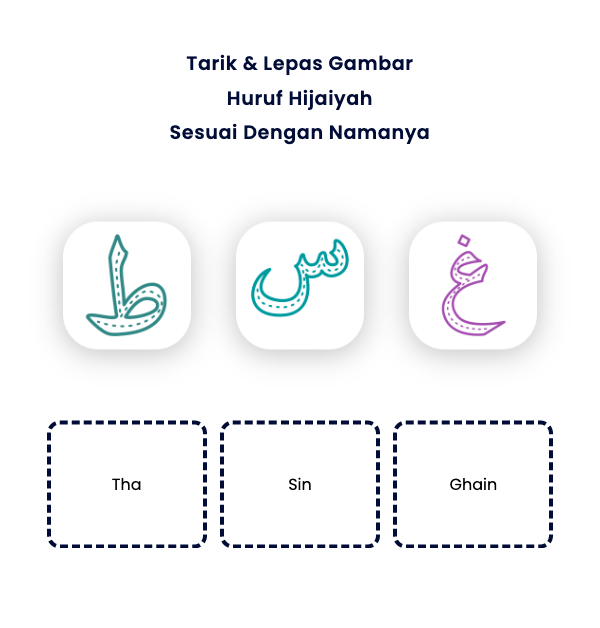 Tarik & Lepas Gambar
Huruf Hijaiyah
Sesuai Dengan Namanya
ط س غ
Tha Sin Ghain